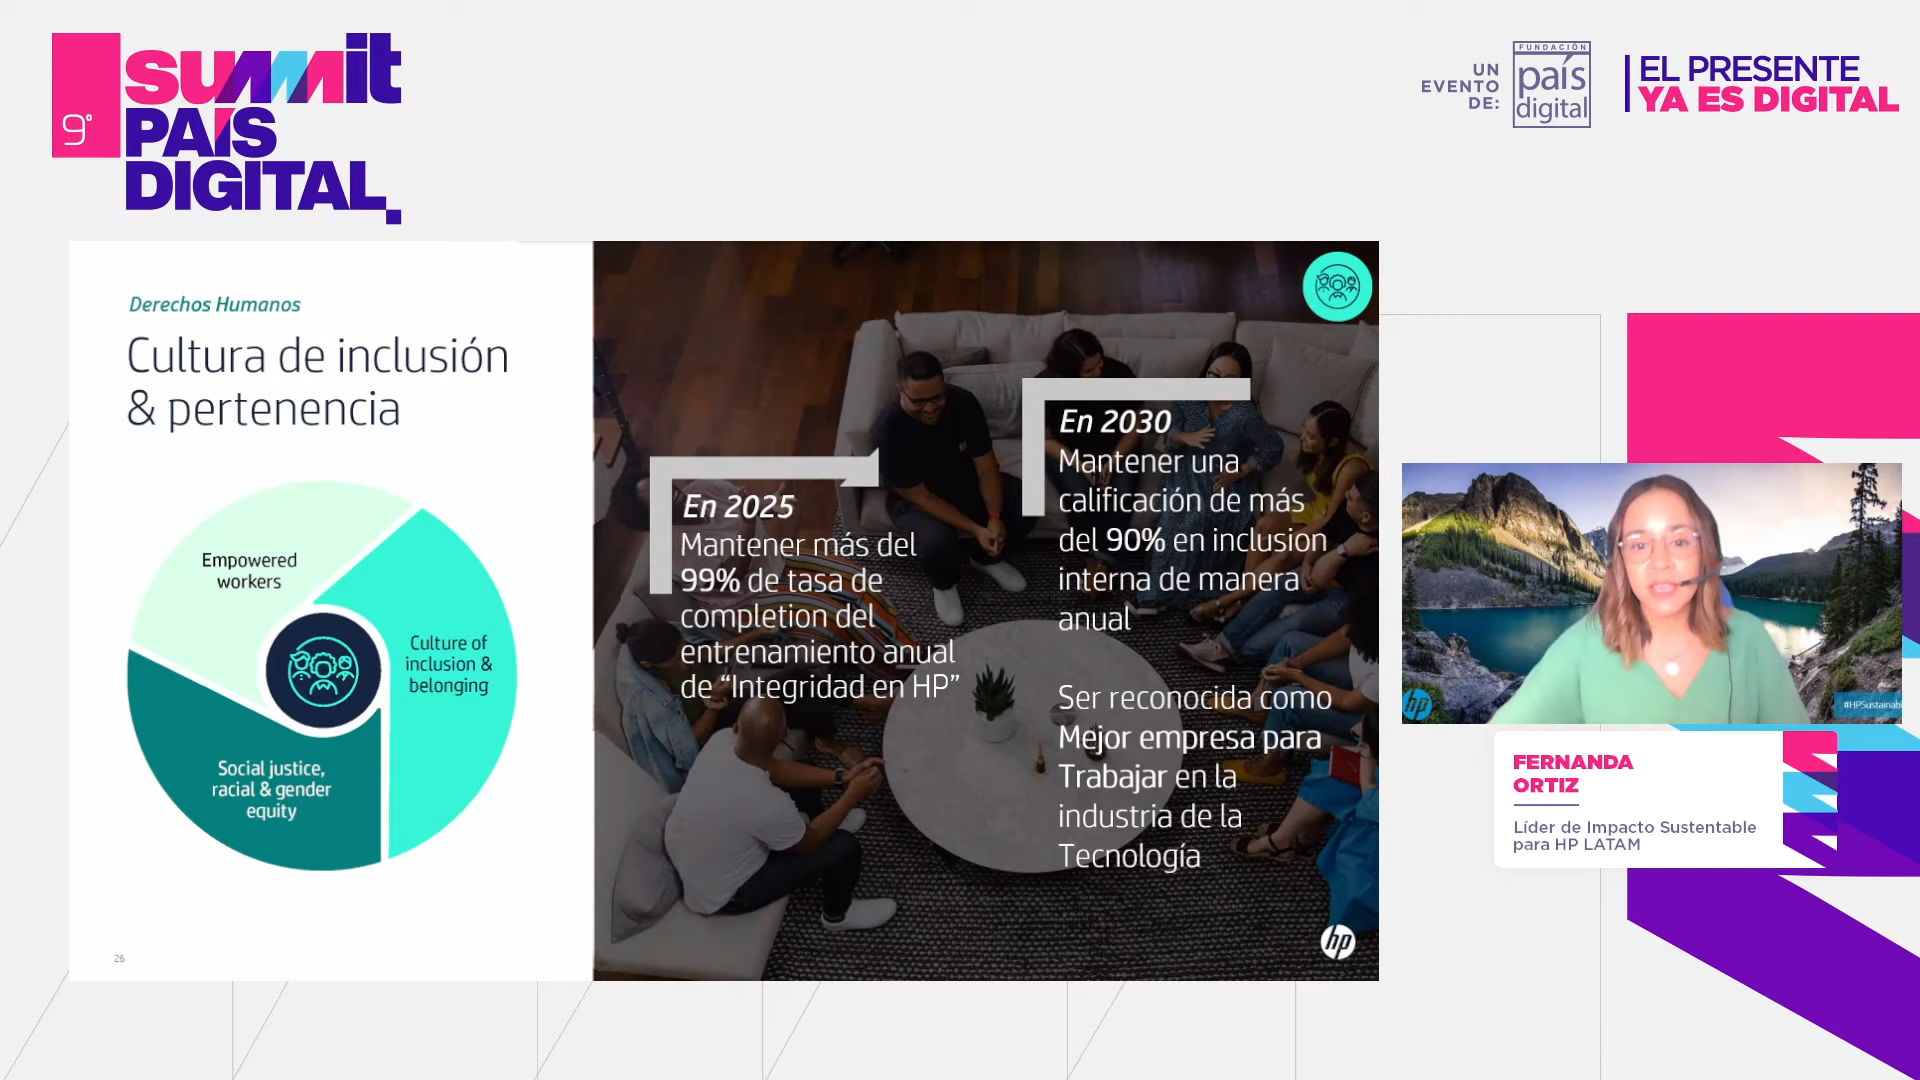 9°
summit
PAÍS
DIGITAL.
UN
EVENTO
DE:
FUNDACIÓN
país
digital
EL PRESENTE
YA ES DIGITAL
Derechos Humanos
Cultura de inclusión
& pertenencia
Empowered
workers
Culture of
inclusion &
belonging
Social justice,
racial & gender
equity
26
En 2025
Mantener más del
99% de tasa de
completion del
entrenamiento anual
de “Integridad en HP”
En 2030
Mantener una
calificación de más
del 90% en inclusion
interna de manera
anual
Ser reconocida como
Mejor empresa para
Trabajar en la
industria de la
Tecnología
hp
hp
FERNANDA
ORTIZ
Líder de Impacto Sustentable
para HP LATAM